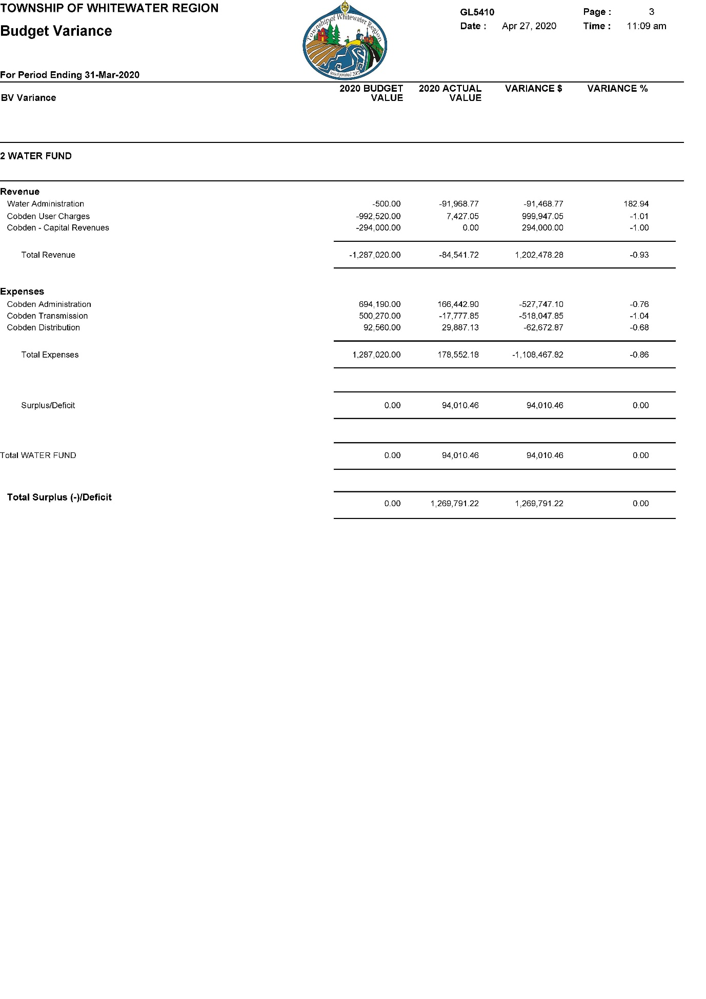 TOWNSHIP OF WHITEWATER REGION
Budget Variance
For Period Ending 31-Mar-2020
Township of Whitewater Region
Incorporated 2001
GL5410 Page : 3
Date : Apr 27, 2020 Time : 11:09 am
BV Variance
2020 BUDGET VALUE 2020 ACTUAL VALUE VARIANCE $ VARIANCE %
2 WATER FUND
Revenue
Water Administration -500.00 -91,968.77 -91,468.77 182.94
Cobden User Charges -992,520.00 7,427.05 999,947.05 -1.01
Cobden - Capital Revenues -294,000.00 0.00 294,000.00 -1.00
Total Revenue -1,287,020.00 -84,541.72 1,202,478.28 -0.93
Expenses
Cobden Administration 694,190.00 166,442.90 -527,747.10 -0.76
Cobden Transmission 500,270.00 -17,777.85 -518,047.85 -1.04
Cobden Distribution 92,560.00 29,887.13 -62,672.87 -0.68
Total Expenses 1,287,020.00 178,552.18 -1,108,467.82 -0.86
Surplus/Deficit 0.00 94,010.46 94,010.46 0.00
Total WATER FUND 0.00 94,010.46 94,010.46 0.00
Total Surplus (-)/Deficit 0.00 1,269,791.22 1,269,791.22 0.00